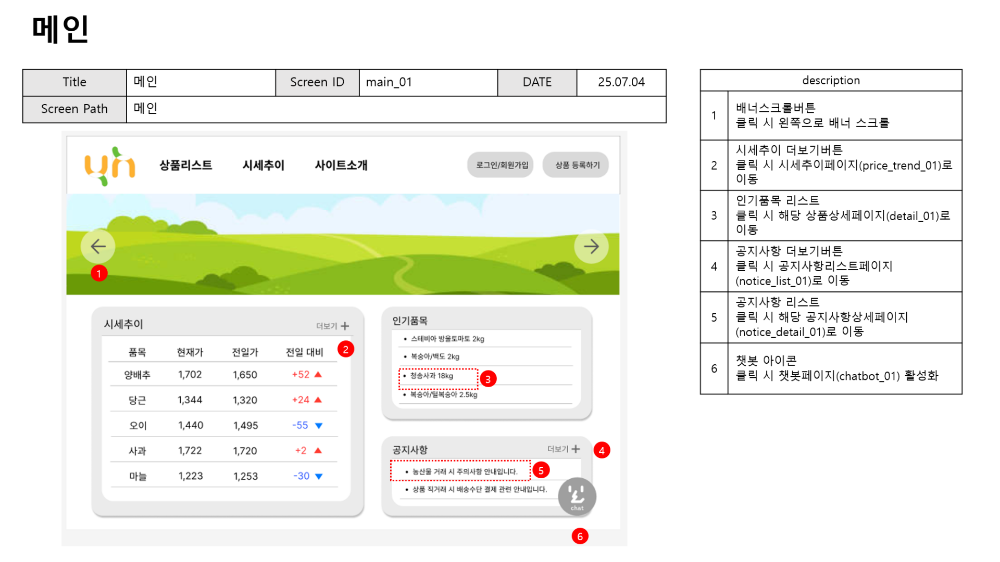 메인
Title 메인 Screen ID main_01 DATE 25.07.04
Screen Path 메인
상품리스트 시세추이 사이트소개 로그인/회원가입 상품 등록하기
1
시세추이
더보기 +
2
품목 현재가 전일가 전일 대비
양배추 1,702 1,650 +52 ▲
당근 1,344 1,320 +24 ▲
오이 1,440 1,495 -55 ▼
사과 1,722 1,720 +2 ▲
마늘 1,223 1,253 -30 ▼
인기품목
• 스테비아 방울토마토 2kg
• 복숭아/백도 2kg
• 청송사과 18kg
3
• 복숭아/털복숭아 2.5kg
공지사항
더보기 +
4
• 농산물 거래 시 주의사항 안내입니다.
5
• 상품 직거래 시 배송수단 결제 관련 안내입니다.
chat
6
description
1 배너스크롤버튼
클릭 시 왼쪽으로 배너 스크롤
2 시세추이 더보기버튼
클릭 시 시세추이페이지(price_trend_01)로
이동
3 인기품목 리스트
클릭 시 해당 상품상세페이지(detail_01)로
이동
4 공지사항 더보기버튼
클릭 시 공지사항리스트페이지
(notice_list_01)로 이동
5 공지사항 리스트
클릭 시 해당 공지사항상세페이지
(notice_detail_01)로 이동
6 챗봇 아이콘
클릭 시 챗봇페이지(chatbot_01) 활성화